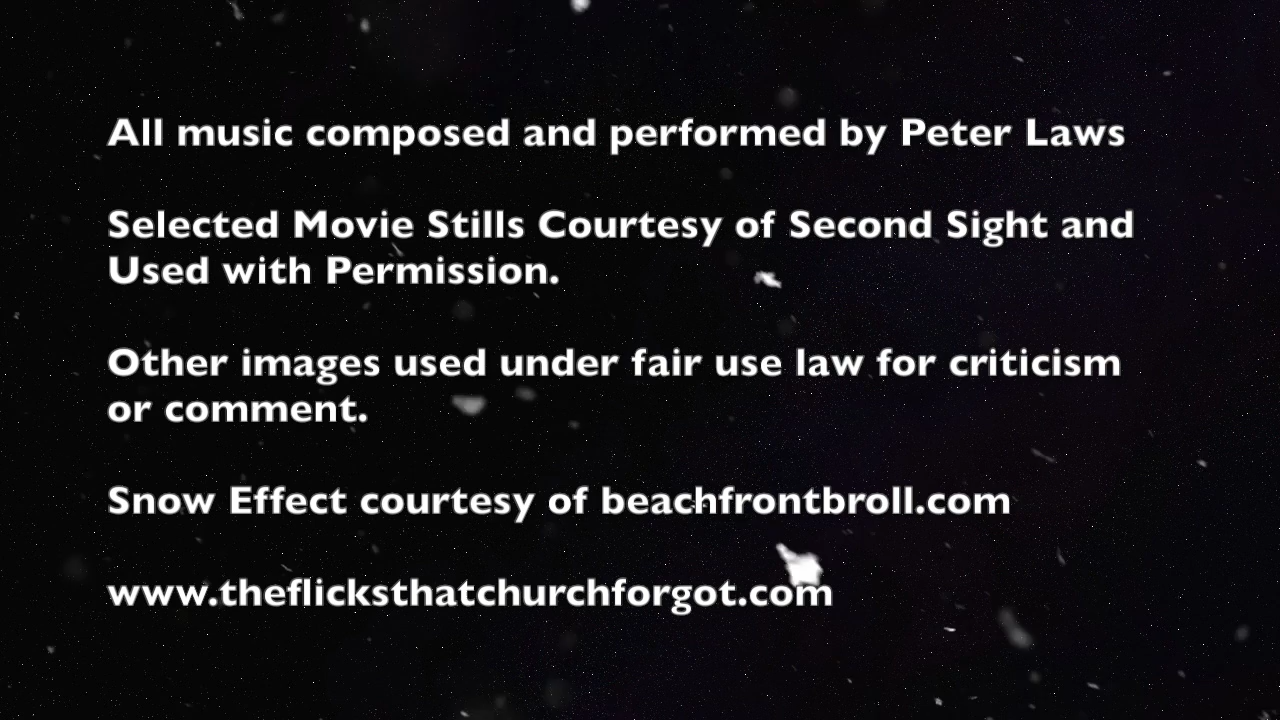 All music composed and performed by Peter Laws
Selected Movie Stills Courtesy of Second Sight and
Used with Permission.
Other images used under fair use law for criticism
or comment.
Snow Effect courtesy of beachfrontbroll.com
www.theflicksthatchurchforgot.com